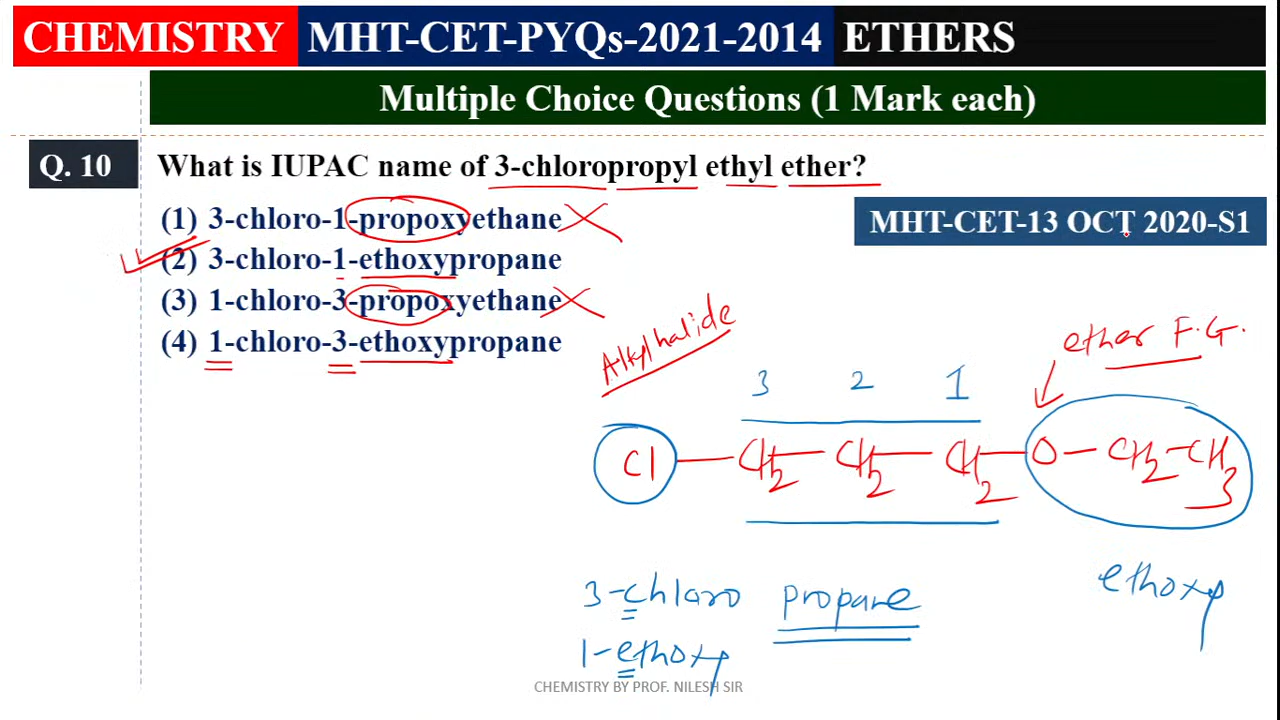 CHEMISTRY MHT-CET-PYQs-2021-2014 ETHERS
Multiple Choice Questions (1 Mark each)
Q. 10 What is IUPAC name of 3-chloropropyl ethyl ether?
(1) 3-chloro-1-propoxyethane
MHT-CET-13 OCT 2020-S1
(2) 3-chloro-1-ethoxypropane
(3) 1-chloro-3-propoxyethane
(4) 1-chloro-3-ethoxypropane
Alkyl halide
ether F.G.
3 2 1
Cl—CH2—CH2—CH2—O—CH2—CH3
ethoxy
3-chloro propane
1-ethoxy
CHEMISTRY BY PROF. NILESH SIR